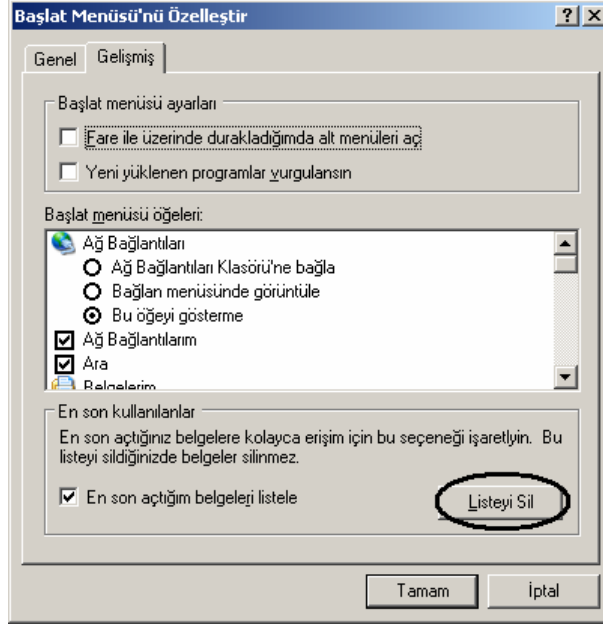 Başlat Menüsü'nü Özelleştir
Genel
Gelişmiş
Başlat menüsü ayarları
Fare ile üzerinde durakladığımda alt menüleri aç
Yeni yüklenen programlar vurgulansın
Başlat menüsü öğeleri:
Ağ Bağlantıları
Ağ Bağlantıları Klasörü'ne bağla
Bağlan menüsünde görüntüle
Bu öğeyi gösterme
Ağ Bağlantılarım
Ara
Belgelerim
En son kullanılanlar
En son açtığınız belgelere kolayca erişim için bu seçeneği işaretlyin. Bu
listeyi sildiğinizde belgeler silinmez.
En son açtığım belgeleri listele
Listeyi Sil
Tamam
İptal